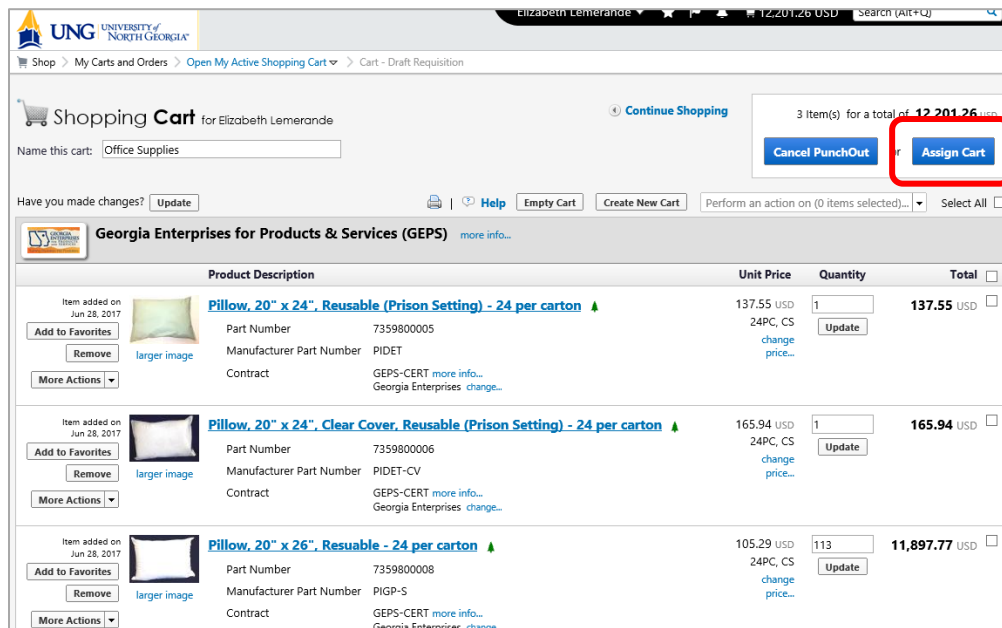 Elizabeth Lemerande 12,201.26 USD Search (Alt+Q)
UNG UNIVERSITY of NORTH GEORGIA
Shop > My Carts and Orders > Open My Active Shopping Cart > Cart - Draft Requisition
Shopping Cart for Elizabeth Lemerande
Continue Shopping
3 Item(s) for a total of 12,201.26 USD
Name this cart: Office Supplies
Cancel PunchOut or Assign Cart
Have you made changes? Update | Help Empty Cart Create New Cart Perform an action on (0 items selected)... Select All
Georgia Enterprises for Products & Services (GEPS) more info...
Product Description Unit Price Quantity Total
Item added on
Jun 28, 2017
Add to Favorites
Remove
More Actions
larger image
Pillow, 20" x 24", Reusable (Prison Setting) - 24 per carton
Part Number 7359800005
Manufacturer Part Number PIDET
Contract GEPS-CERT more info...
Georgia Enterprises change...
137.55 USD
24PC, CS
change
price...
1
Update
137.55 USD
Item added on
Jun 28, 2017
Add to Favorites
Remove
More Actions
larger image
Pillow, 20" x 24", Clear Cover, Reusable (Prison Setting) - 24 per carton
Part Number 7359800006
Manufacturer Part Number PIDET-CV
Contract GEPS-CERT more info...
Georgia Enterprises change...
165.94 USD
24PC, CS
change
price...
1
Update
165.94 USD
Item added on
Jun 28, 2017
Add to Favorites
Remove
More Actions
larger image
Pillow, 20" x 26", Resuable - 24 per carton
Part Number 7359800008
Manufacturer Part Number PIGP-S
Contract GEPS-CERT more info...
Georgia Enterprises change...
105.29 USD
24PC, CS
change
price...
113
Update
11,897.77 USD